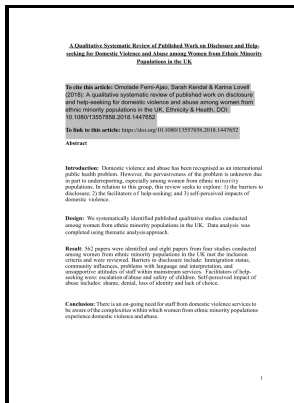 A Qualitative Systematic Review of Published Work on Disclosure and Help-
seeking for Domestic Violence and Abuse among Women from Ethnic Minority
Populations in the UK
To cite this article: Omolade Femi-Ajao, Sarah Kendal & Karina Lovell
(2018): A qualitative systematic review of published work on disclosure
and help-seeking for domestic violence and abuse among women from
ethnic minority populations in the UK, Ethnicity & Health, DOI:
10.1080/13557858.2018.1447652
To link to this article: https://doi.org/10.1080/13557858.2018.1447652
Abstract
Introduction: Domestic violence and abuse has been recognised as an international
public health problem. However, the pervasiveness of the problem is unknown due
in part to underreporting, especially among women from ethnic minority
populations. In relation to this group, this review seeks to explore: 1) the barriers to
disclosure; 2) the facilitators of help-seeking; and 3) self-perceived impacts of
domestic violence.
Design: We systematically identified published qualitative studies conducted
among women from ethnic minority populations in the UK. Data analysis was
completed using thematic analysis approach.
Result: 562 papers were identified and eight papers from four studies conducted
among women from ethnic minority populations in the UK met the inclusion
criteria and were reviewed. Barriers to disclosure include: Immigration status,
community influences, problems with language and interpretation, and
unsupportive attitudes of staff within mainstream services. Facilitators of help-
seeking were: escalation of abuse and safety of children. Self-perceived impact of
abuse includes: shame, denial, loss of identity and lack of choice.
Conclusion: There is an on-going need for staff from domestic violence services to
be aware of the complexities within which women from ethnic minority populations
experience domestic violence and abuse.
1